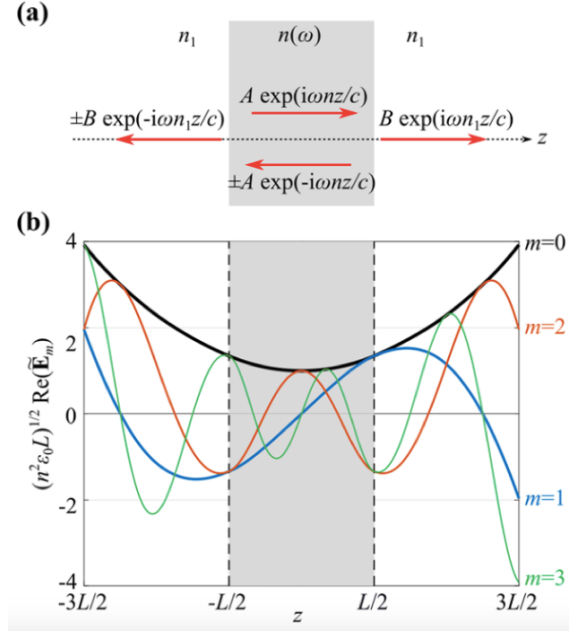 (a)
n₁ n(ω) n₁
A exp(iωnz/c)
±B exp(-iωn₁z/c) B exp(iωn₁z/c)
z
±A exp(-iωnz/c)
(b)
4 m=0
2 m=2
0
-2 m=1
-4 m=3
(n²ε₀L)^{1/2} Re(Ẽₘ)
-3L/2 -L/2 L/2 3L/2
z